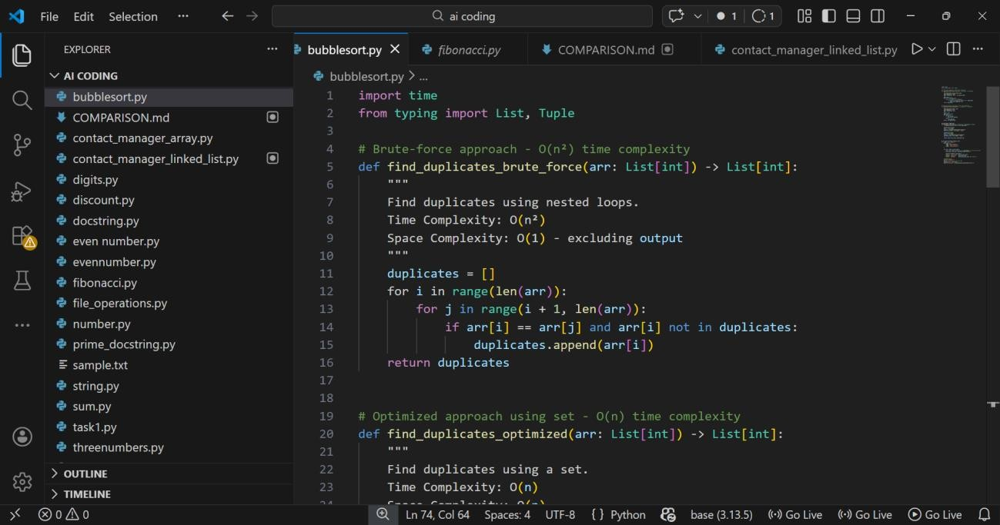 File Edit Selection ··· ai coding 1 1
EXPLORER ···
AI CODING
bubblesort.py
COMPARISON.md
contact_manager_array.py
contact_manager_linked_list.py
digits.py
discount.py
docstring.py
even number.py
evennumber.py
fibonacci.py
file_operations.py
number.py
prime_docstring.py
sample.txt
string.py
sum.py
task1.py
threenumbers.py
OUTLINE
TIMELINE
bubblesort.py fibonacci.py COMPARISON.md contact_manager_linked_list.py
bubblesort.py > ...
1 import time
2 from typing import List, Tuple
3
4 # Brute-force approach - O(n²) time complexity
5 def find_duplicates_brute_force(arr: List[int]) -> List[int]:
6 """
7 Find duplicates using nested loops.
8 Time Complexity: O(n²)
9 Space Complexity: O(1) - excluding output
10 """
11 duplicates = []
12 for i in range(len(arr)):
13 for j in range(i + 1, len(arr)):
14 if arr[i] == arr[j] and arr[i] not in duplicates:
15 duplicates.append(arr[i])
16 return duplicates
17
18
19 # Optimized approach using set - O(n) time complexity
20 def find_duplicates_optimized(arr: List[int]) -> List[int]:
21 """
22 Find duplicates using a set.
23 Time Complexity: O(n)
24 Space Complexity: O(n)
0 0 Ln 74, Col 64 Spaces: 4 UTF-8 {} Python base (3.13.5) Go Live Go Live Go Live